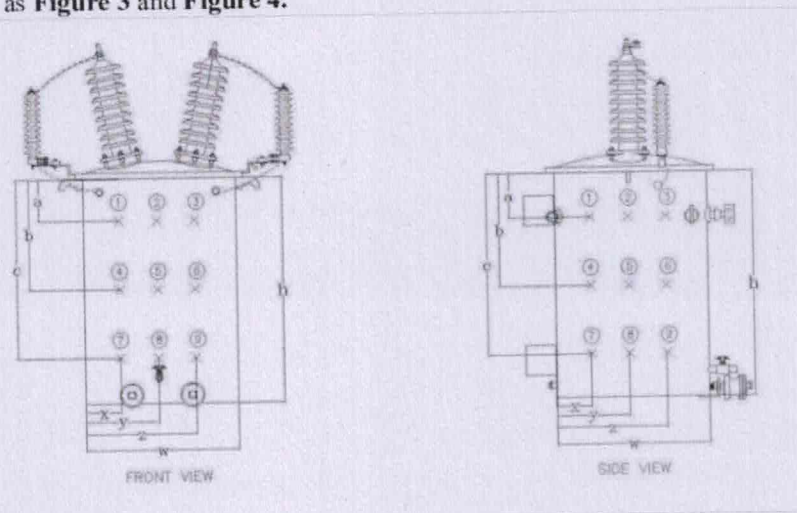 as Figure 3 and Figure 4.
① ② ③
④ ⑤ ⑥
⑦ ⑧ ⑨
a
b
c
h
x
y
z
w
FRONT VIEW
① ② ③
④ ⑤ ⑥
⑦ ⑧ ⑨
a
b
c
h
x
y
z
w
SIDE VIEW